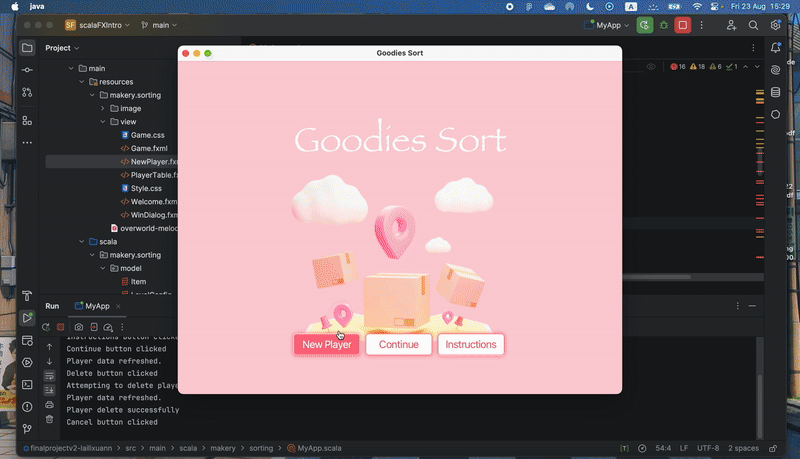 java
Fri 23 Aug 15:29
SF scalaFXIntro
main
MyApp
Project
main
resources
makery.sorting
image
view
Game.css
Game.fxml
NewPlayer.fxm
PlayerTable.fx
Style.css
Welcome.fxm
WinDialog.fxm
overworld-meloc
scala
makery.sorting
model
Item
16 18 6 1
Goodies Sort
Goodies Sort
New Player
Continue
Instructions
Run
MyApp
Continue button clicked
Player data refreshed.
Delete button clicked
Attempting to delete playe
Player data refreshed.
Player delete successfully
Cancel button clicked
finalprojectv2-lailixuann > src > main > scala > makery > sorting > MyApp.scala
54:4 LF UTF-8 2 spaces